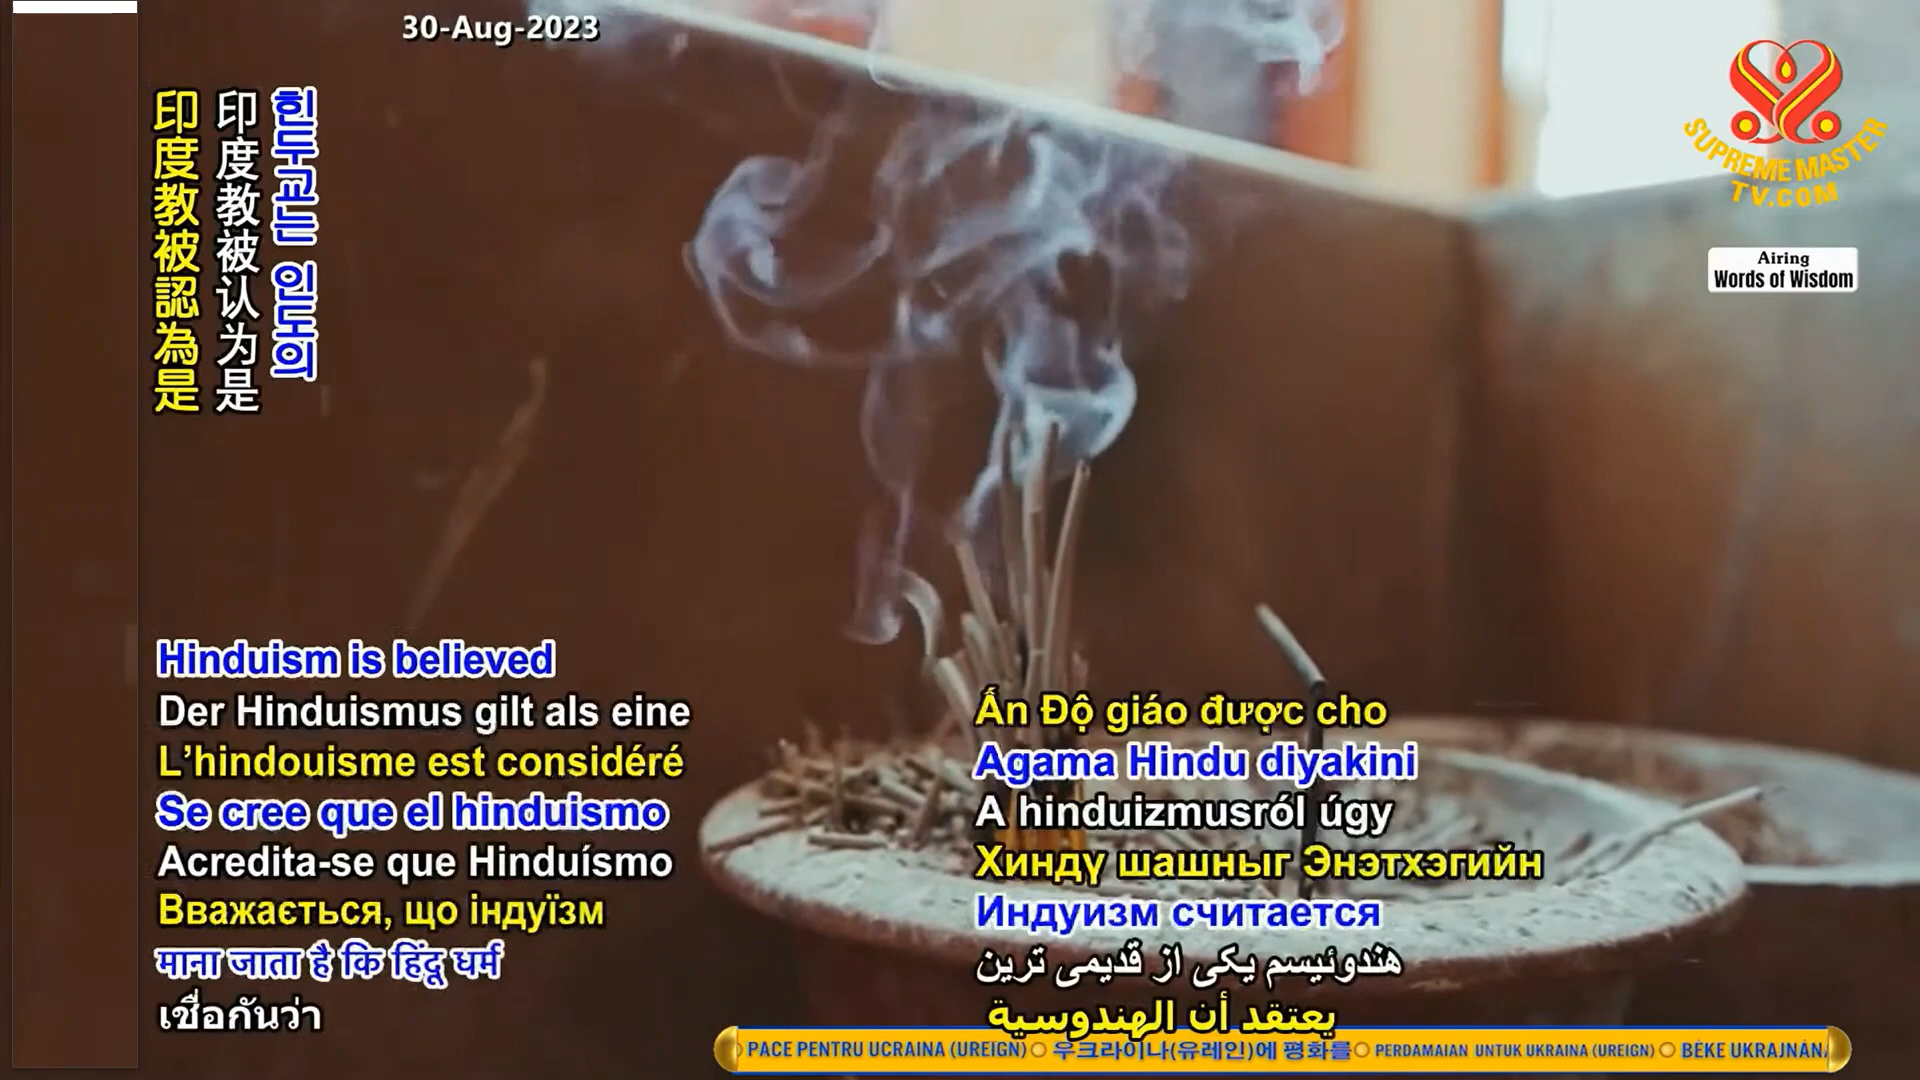 30-Aug-2023
印度教被認為是
印度教被认为是
힌두교는 인도의
SUPREME MASTER
TV.COM
Airing
Words of Wisdom
Hinduism is believed
Der Hinduismus gilt als eine
L’hindouisme est considéré
Se cree que el hinduismo
Acredita-se que Hinduísmo
Вважається, що індуїзм
माना जाता है कि हिंदू धर्म
เชื่อกันว่า
Ấn Độ giáo được cho
Agama Hindu diyakini
A hinduizmusról úgy
Хиндү шашныг Энэтхэгийн
Индуизм считается
هندوئیسم یکی از قدیمی ترین
يعتقد أن الهندوسية
PACE PENTRU UCRAINA (UREIGN) 우크라이나(유레인)에 평화를 PERDAMAIAN UNTUK UKRAINA (UREIGN) BÉKE UKRAJNÁN